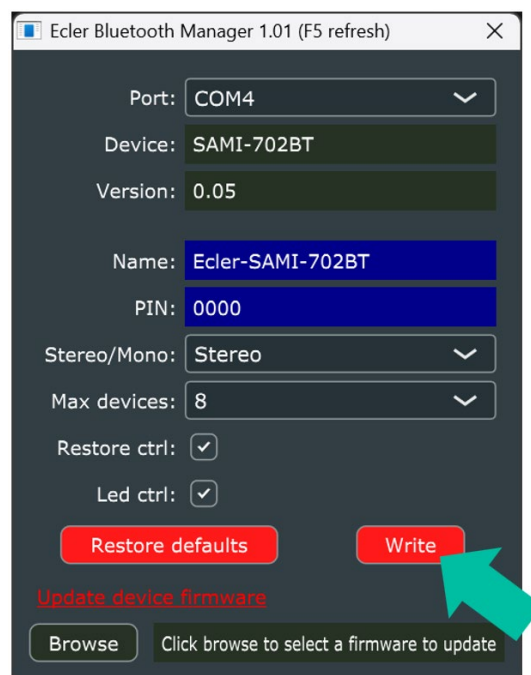 Ecler Bluetooth Manager 1.01 (F5 refresh)
Port: COM4
Device: SAMI-702BT
Version: 0.05
Name: Ecler-SAMI-702BT
PIN: 0000
Stereo/Mono: Stereo
Max devices: 8
Restore ctrl:
Led ctrl:
Restore defaults Write
Update device firmware
Browse Click browse to select a firmware to update